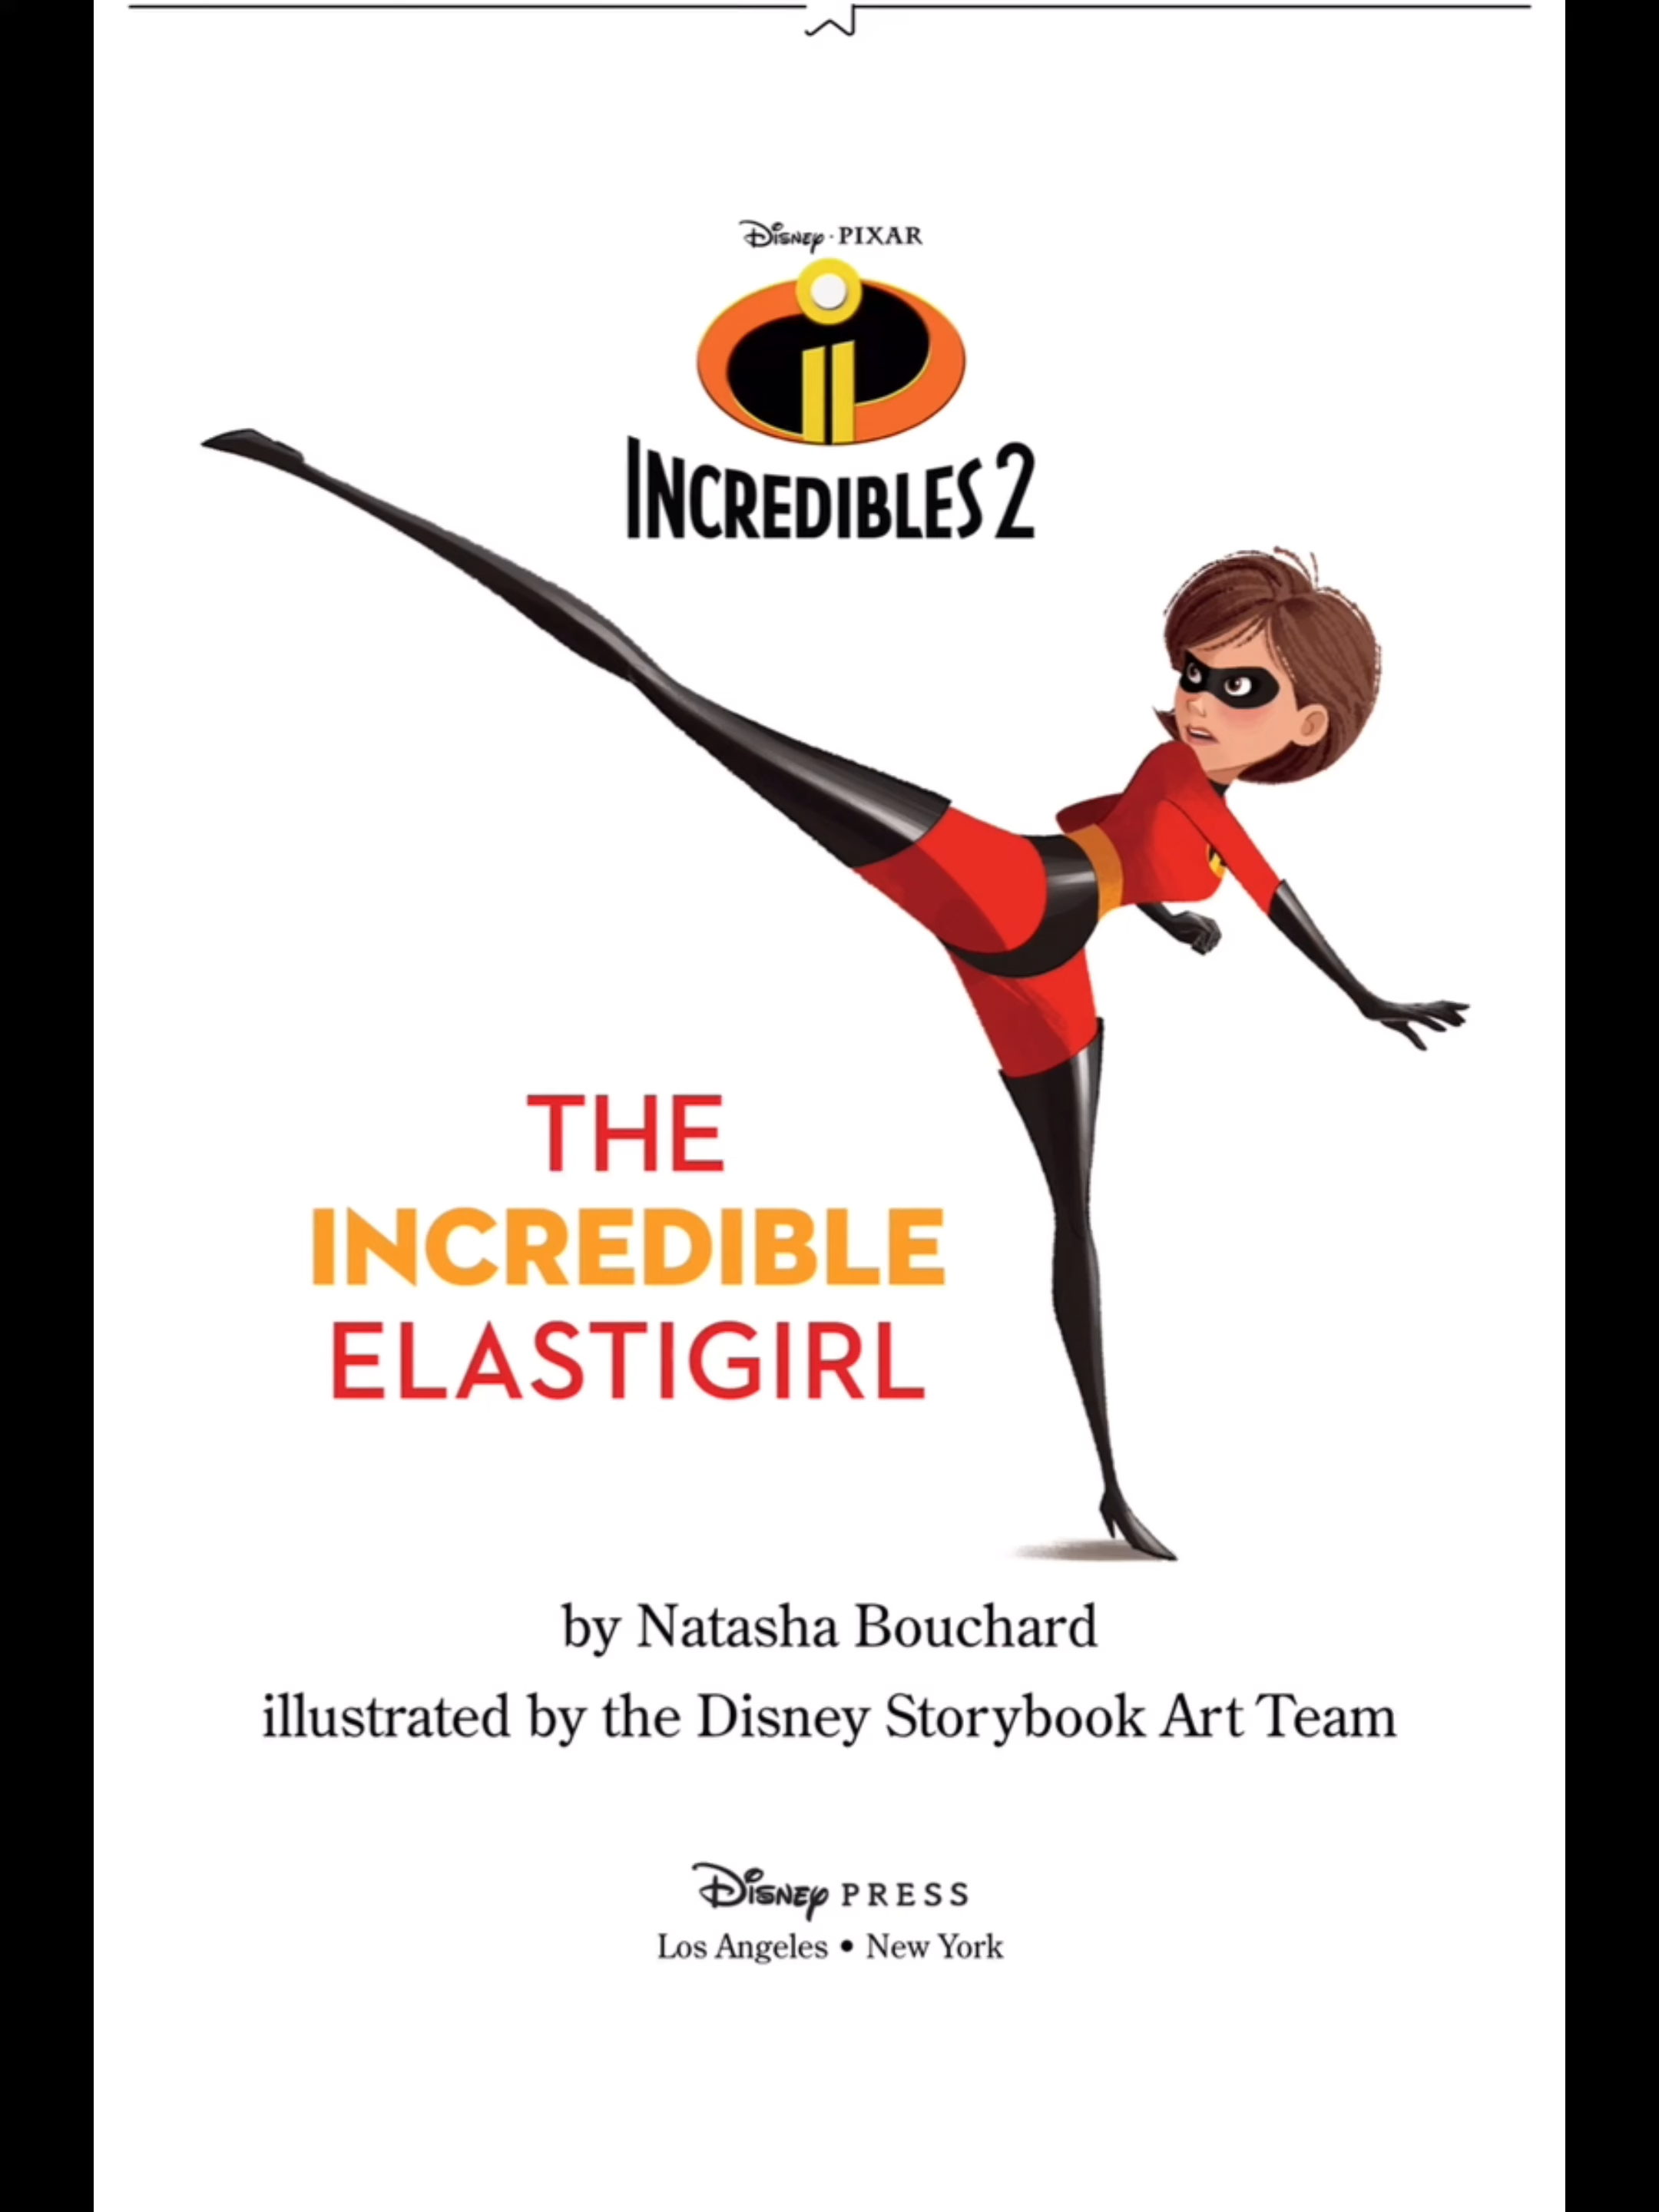 Disney · PIXAR
INCREDIBLES 2
THE
INCREDIBLE
ELASTIGIRL
by Natasha Bouchard
illustrated by the Disney Storybook Art Team
Disney PRESS
Los Angeles • New York